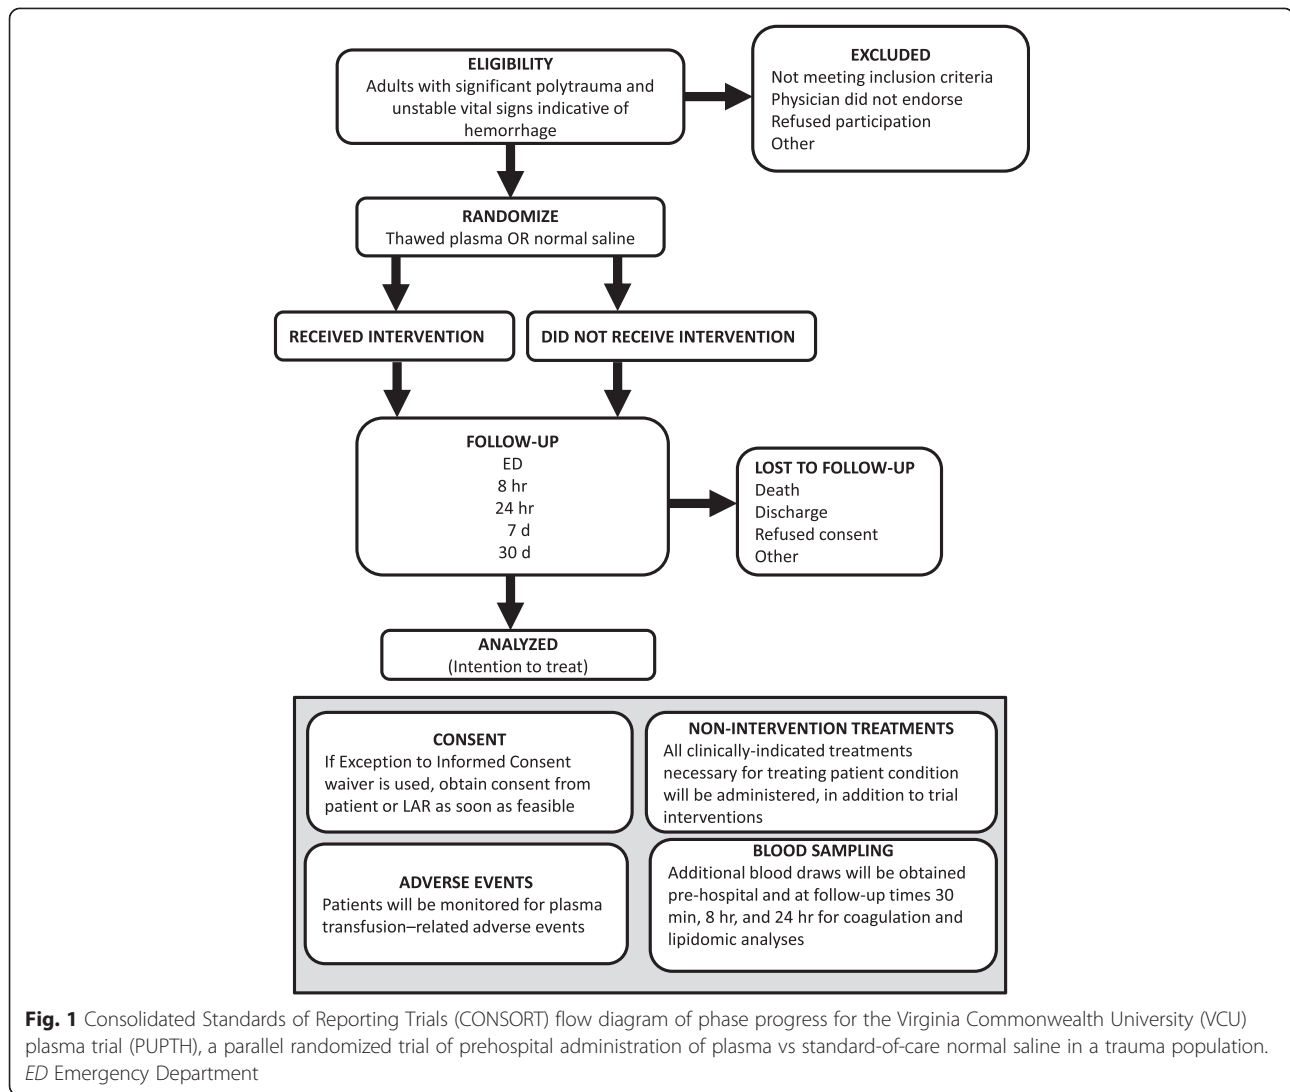 ELIGIBILITY
Adults with significant polytrauma and
unstable vital signs indicative of
hemorrhage
EXCLUDED
Not meeting inclusion criteria
Physician did not endorse
Refused participation
Other
RANDOMIZE
Thawed plasma OR normal saline
RECEIVED INTERVENTION
DID NOT RECEIVE INTERVENTION
FOLLOW-UP
ED
8 hr
24 hr
7 d
30 d
LOST TO FOLLOW-UP
Death
Discharge
Refused consent
Other
ANALYZED
(Intention to treat)
CONSENT
If Exception to Informed Consent
waiver is used, obtain consent from
patient or LAR as soon as feasible
NON-INTERVENTION TREATMENTS
All clinically-indicated treatments
necessary for treating patient condition
will be administered, in addition to trial
interventions
ADVERSE EVENTS
Patients will be monitored for plasma
transfusion–related adverse events
BLOOD SAMPLING
Additional blood draws will be obtained
pre-hospital and at follow-up times 30
min, 8 hr, and 24 hr for coagulation and
lipidomic analyses
Fig. 1 Consolidated Standards of Reporting Trials (CONSORT) flow diagram of phase progress for the Virginia Commonwealth University (VCU)
plasma trial (PUPTH), a parallel randomized trial of prehospital administration of plasma vs standard-of-care normal saline in a trauma population.
ED Emergency Department